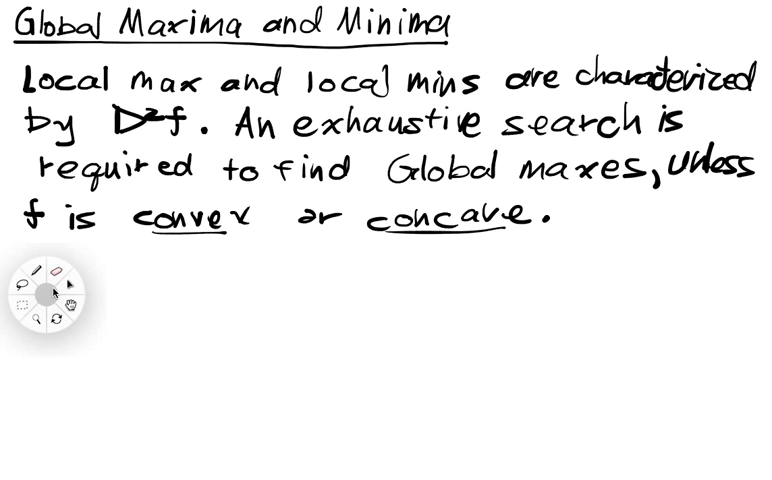 Global Maxima and Minima
Local max and local mins are characterized
by D²f. An exhaustive search is
required to find Global maxes, unless
f is convex or concave.